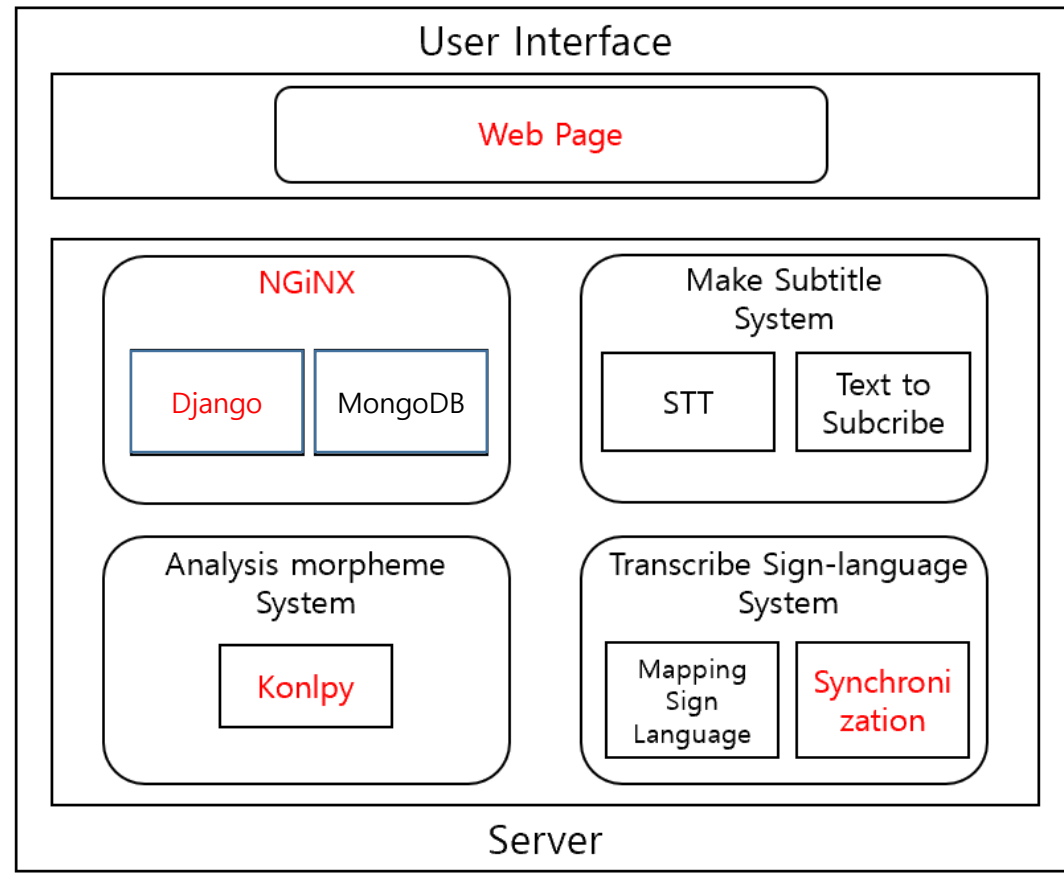 User Interface
Web Page
NGiNX
Django
MongoDB
Make Subtitle
System
STT
Text to
Subcribe
Analysis morpheme
System
Konlpy
Transcribe Sign-language
System
Mapping
Sign
Language
Synchroni
zation
Server